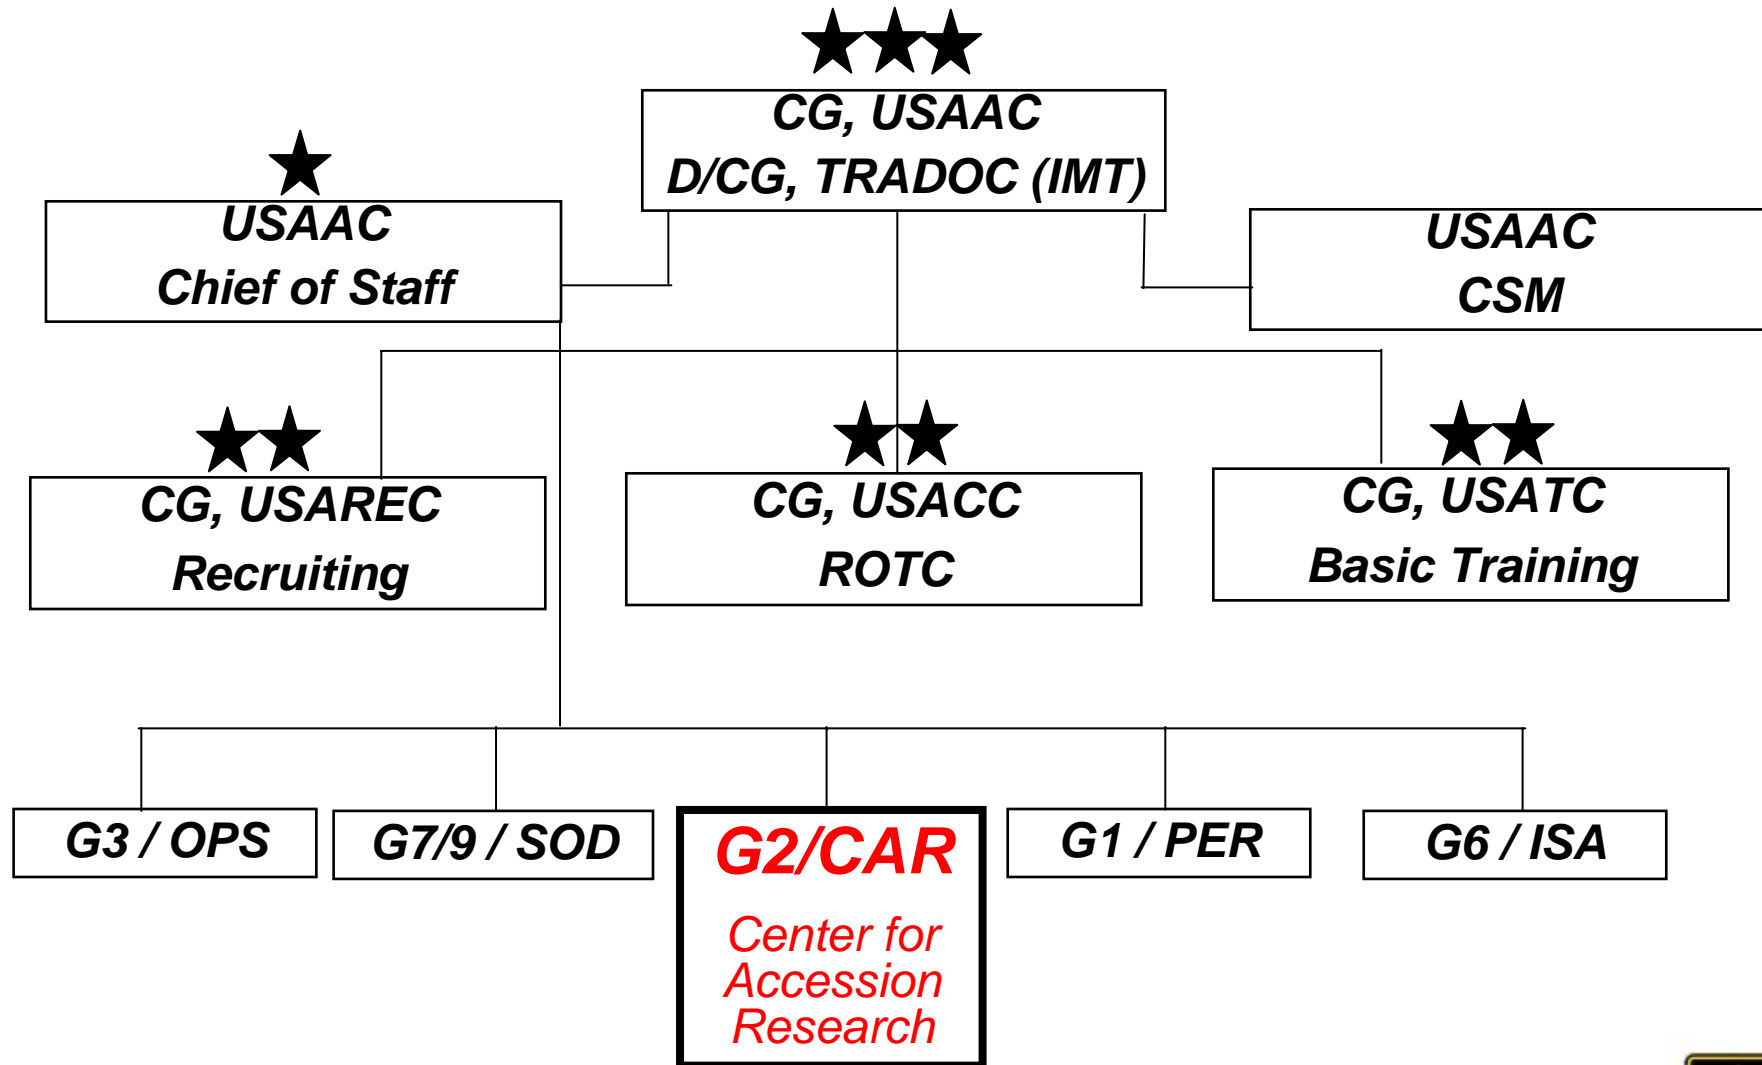 CG, USAAC
D/CG, TRADOC (IMT)
USAAC
Chief of Staff
USAAC
CSM
CG, USAREC
Recruiting
CG, USACC
ROTC
CG, USATC
Basic Training
G3 / OPS
G7/9 / SOD
G2/CAR
Center for
Accession
Research
G1 / PER
G6 / ISA